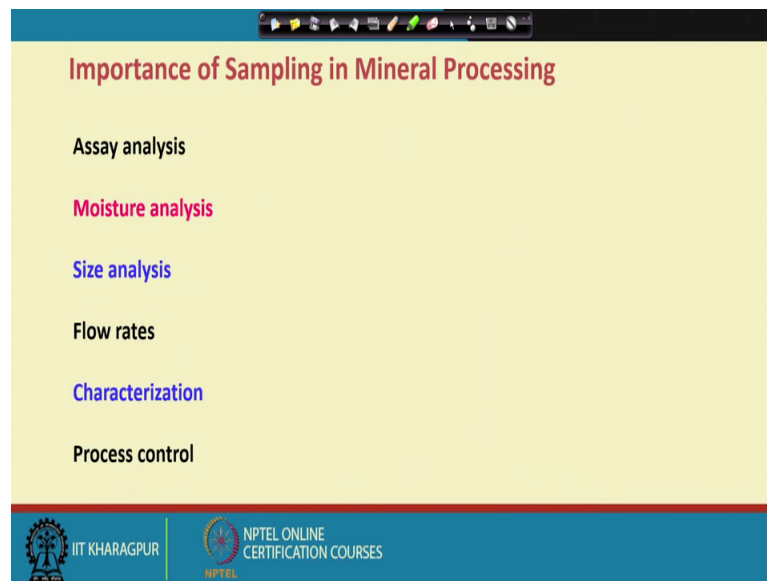 Importance of Sampling in Mineral Processing
Assay analysis
Moisture analysis
Size analysis
Flow rates
Characterization
Process control
IIT KHARAGPUR
NPTEL
NPTEL ONLINE
CERTIFICATION COURSES